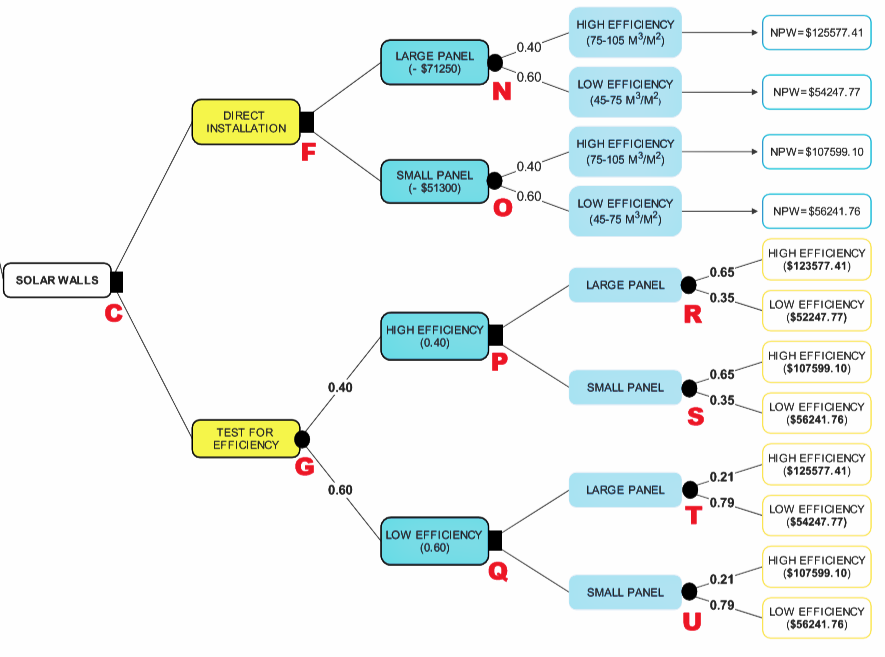 SOLAR WALLS
C
DIRECT
INSTALLATION
F
LARGE PANEL
(- $71250)
N
0.40
HIGH EFFICIENCY
(75-105 M³/M²)
NPW=$125577.41
0.60
LOW EFFICIENCY
(45-75 M³/M²)
NPW=$54247.77
SMALL PANEL
(- $51300)
O
0.40
HIGH EFFICIENCY
(75-105 M³/M²)
NPW=$107599.10
0.60
LOW EFFICIENCY
(45-75 M³/M²)
NPW=$56241.76
TEST FOR
EFFICIENCY
G
0.40
HIGH EFFICIENCY
(0.40)
P
LARGE PANEL
R
0.65
HIGH EFFICIENCY
($123577.41)
0.35
LOW EFFICIENCY
($52247.77)
SMALL PANEL
S
0.65
HIGH EFFICIENCY
($107599.10)
0.35
LOW EFFICIENCY
($56241.76)
0.60
LOW EFFICIENCY
(0.60)
Q
LARGE PANEL
T
0.21
HIGH EFFICIENCY
($125577.41)
0.79
LOW EFFICIENCY
($54247.77)
SMALL PANEL
U
0.21
HIGH EFFICIENCY
($107599.10)
0.79
LOW EFFICIENCY
($56241.76)